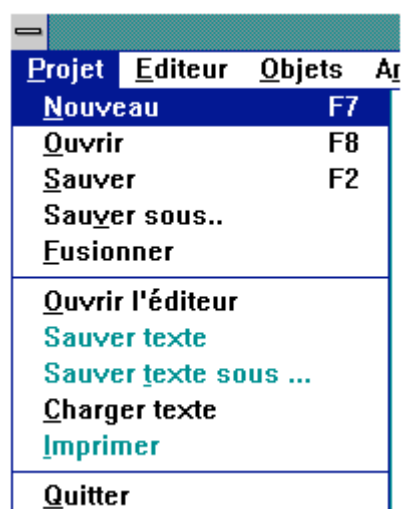 Projet Editeur Objets
Nouveau F7
Ouvrir F8
Sauver F2
Sauver sous..
Fusionner
Ouvrir l'éditeur
Sauver texte
Sauver texte sous ...
Charger texte
Imprimer
Quitter